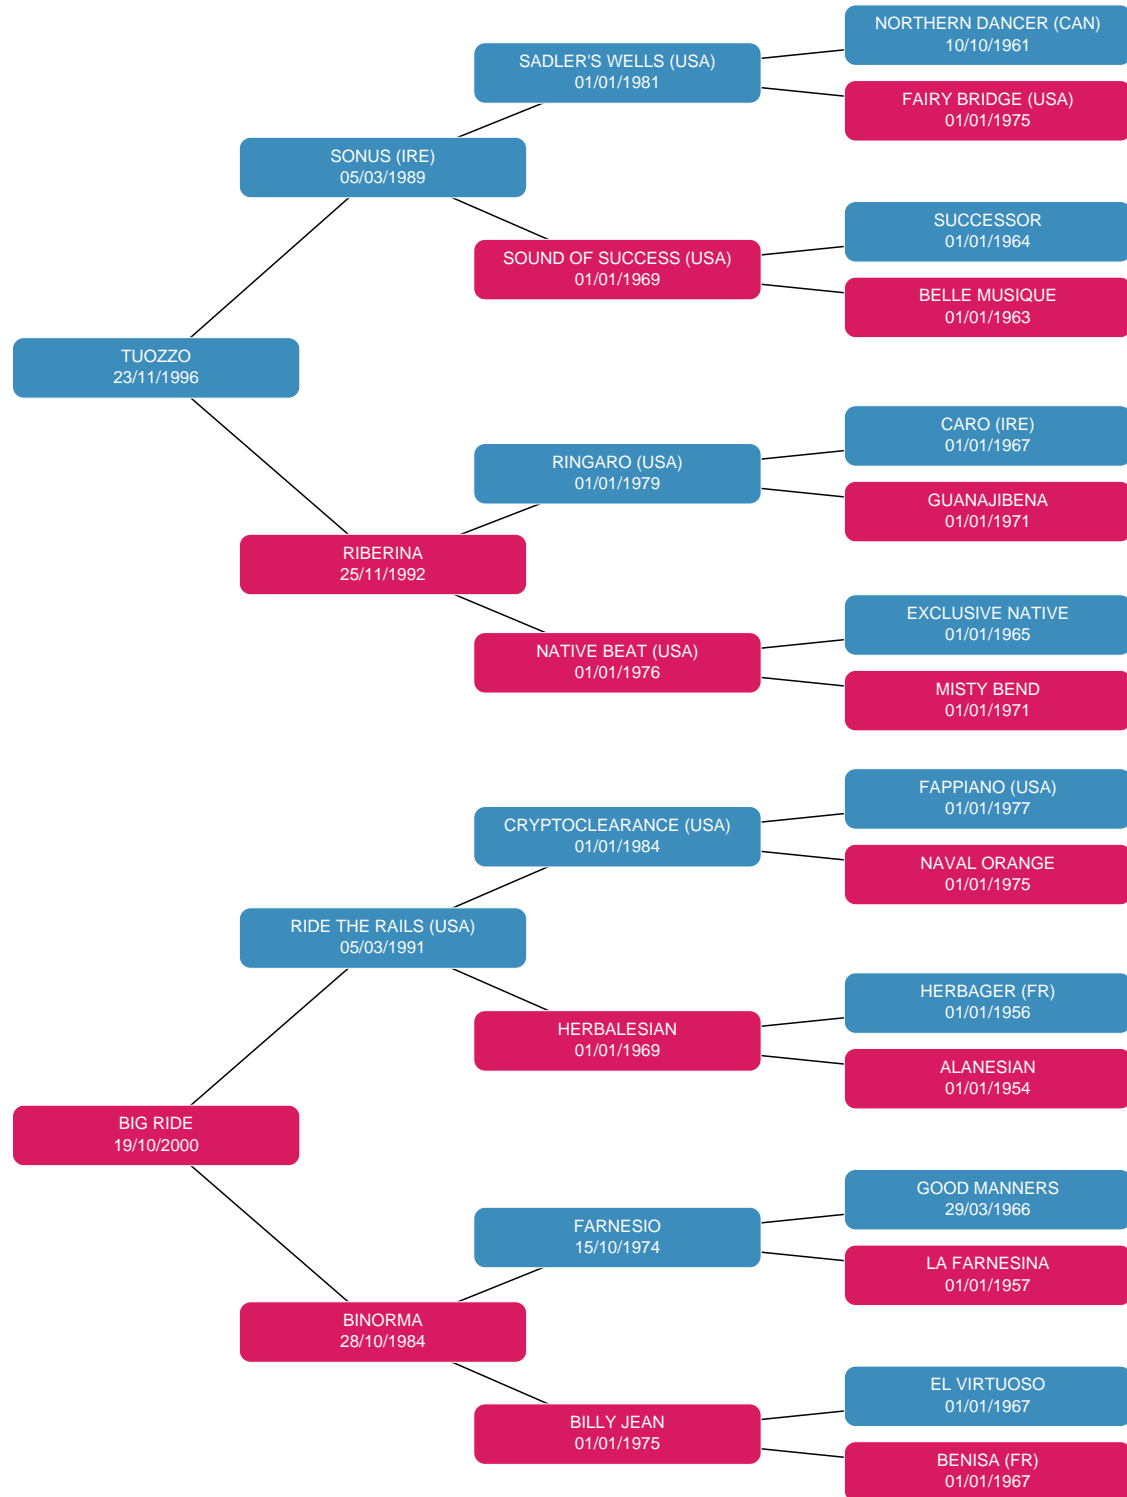 NORTHERN DANCER (CAN)
10/10/1961
SADLER'S WELLS (USA)
01/01/1981
FAIRY BRIDGE (USA)
01/01/1975
SONUS (IRE)
05/03/1989
SUCCESSOR
01/01/1964
SOUND OF SUCCESS (USA)
01/01/1969
BELLE MUSIQUE
01/01/1963
TUOZZO
23/11/1996
CARO (IRE)
01/01/1967
RINGARO (USA)
01/01/1979
GUANAJIBENA
01/01/1971
RIBERINA
25/11/1992
EXCLUSIVE NATIVE
01/01/1965
NATIVE BEAT (USA)
01/01/1976
MISTY BEND
01/01/1971
FAPPIANO (USA)
01/01/1977
CRYPTOCLEARANCE (USA)
01/01/1984
NAVAL ORANGE
01/01/1975
RIDE THE RAILS (USA)
05/03/1991
HERBAGER (FR)
01/01/1956
HERBALESIAN
01/01/1969
ALANESIAN
01/01/1954
BIG RIDE
19/10/2000
GOOD MANNERS
29/03/1966
FARNESIO
15/10/1974
LA FARNESINA
01/01/1957
BINORMA
28/10/1984
EL VIRTUOSO
01/01/1967
BILLY JEAN
01/01/1975
BENISA (FR)
01/01/1967